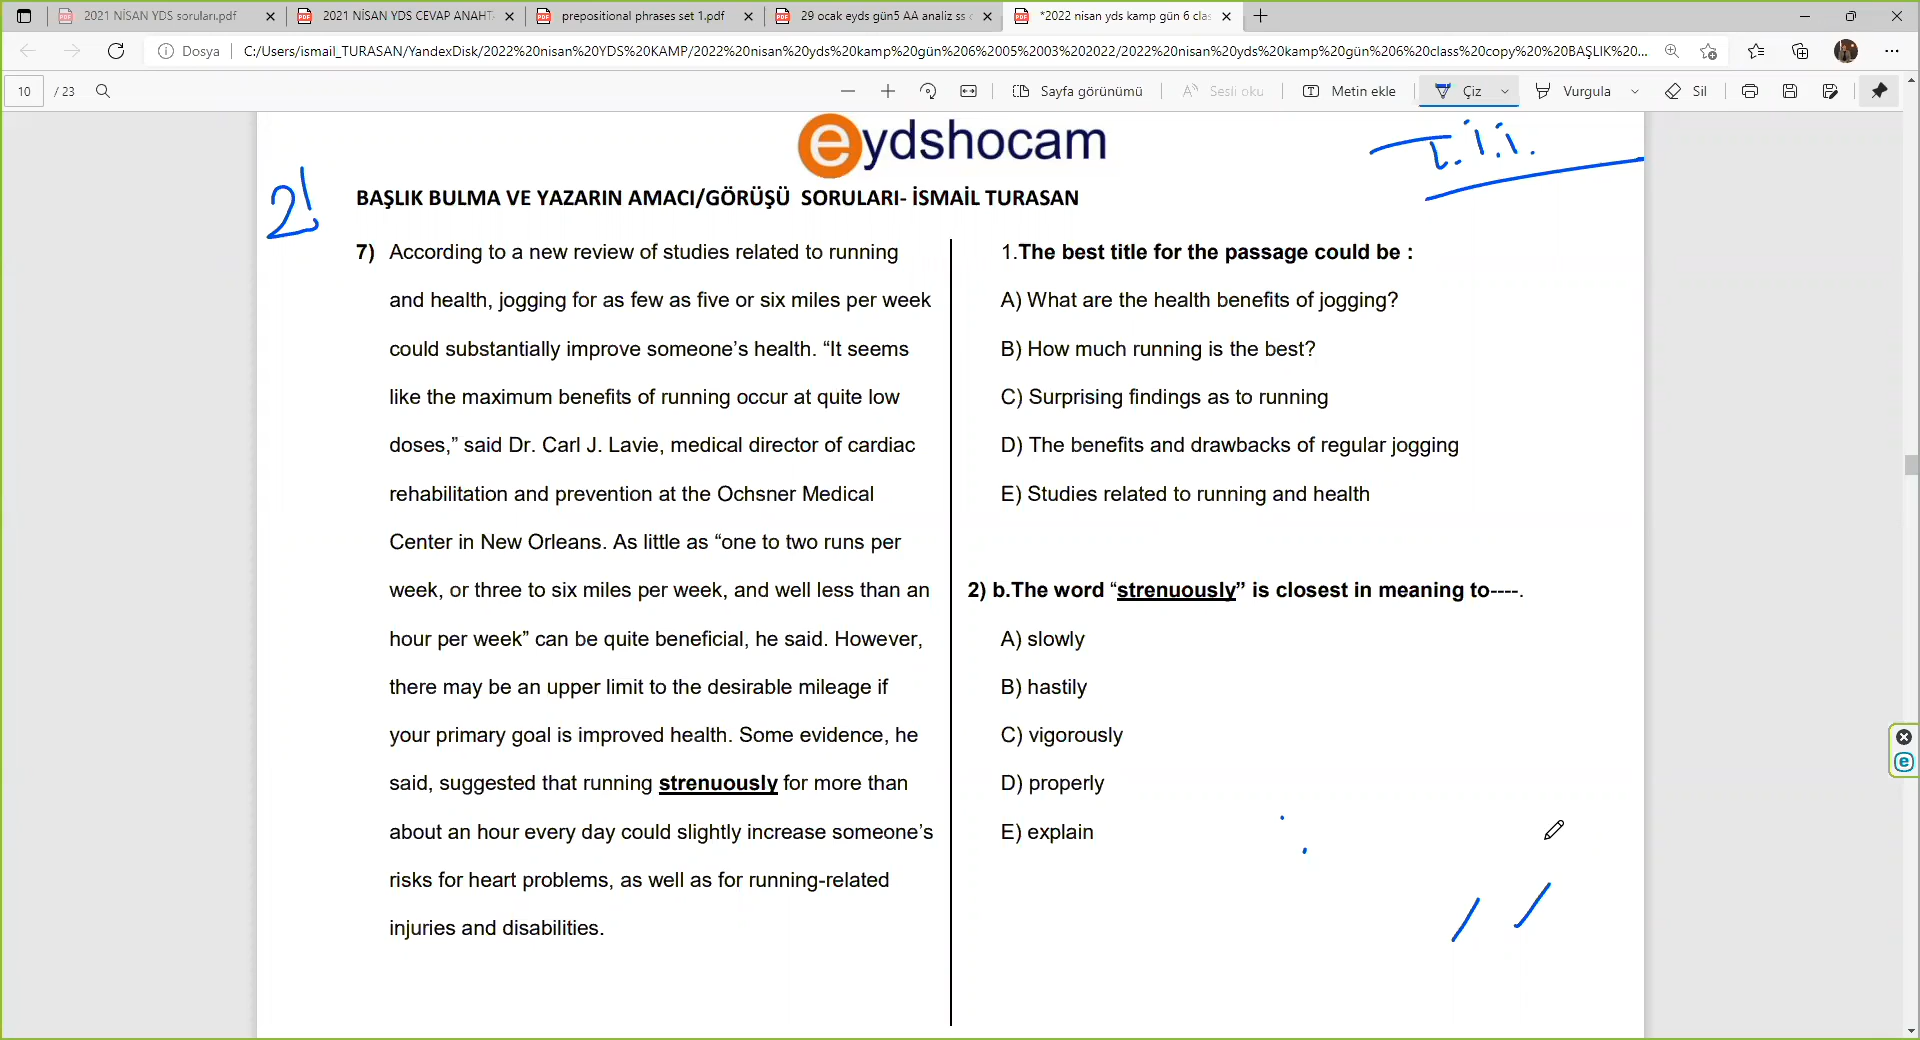 2021 NİSAN YDS soruları.pdf
2021 NİSAN YDS CEVAP ANAHT
prepositional phrases set 1.pdf
29 ocak eyds gün5 AA analiz ss c
*2022 nisan yds kamp gün 6 clas
Dosya
C:/Users/ismail_TURASAN/YandexDisk/2022%20nisan%20YDS%20KAMP/2022%20nisan%20yds%20kamp%20gün%206%2005%2003%202022/2022%20nisan%20yds%20kamp%20gün%206%20class%20copy%20%20BAŞLIK%20...
10 / 23
Sayfa görünümü
Sesli oku
Metin ekle
Çiz
Vurgula
Sil
eydshocam
T.i.i.
2!
BAŞLIK BULMA VE YAZARIN AMACI/GÖRÜŞÜ SORULARI- İSMAİL TURASAN
7) According to a new review of studies related to running
and health, jogging for as few as five or six miles per week
could substantially improve someone’s health. “It seems
like the maximum benefits of running occur at quite low
doses,” said Dr. Carl J. Lavie, medical director of cardiac
rehabilitation and prevention at the Ochsner Medical
Center in New Orleans. As little as “one to two runs per
week, or three to six miles per week, and well less than an
hour per week” can be quite beneficial, he said. However,
there may be an upper limit to the desirable mileage if
your primary goal is improved health. Some evidence, he
said, suggested that running strenuously for more than
about an hour every day could slightly increase someone’s
risks for heart problems, as well as for running-related
injuries and disabilities.
1.The best title for the passage could be :
A) What are the health benefits of jogging?
B) How much running is the best?
C) Surprising findings as to running
D) The benefits and drawbacks of regular jogging
E) Studies related to running and health
2) b.The word “strenuously” is closest in meaning to----.
A) slowly
B) hastily
C) vigorously
D) properly
E) explain